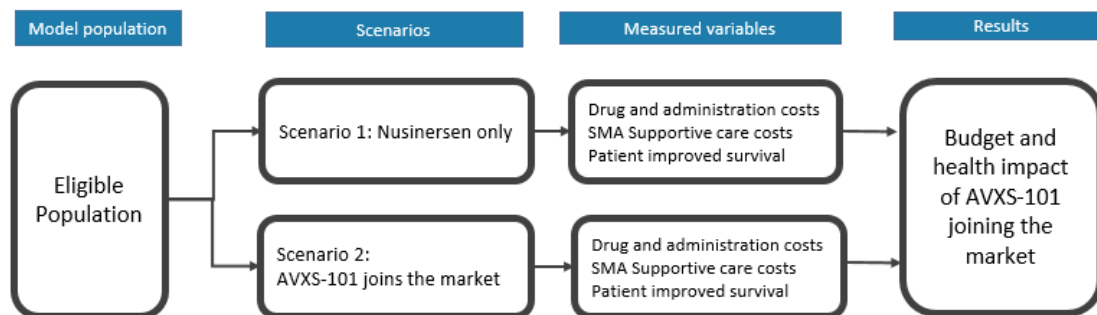 Model population
Scenarios
Measured variables
Results
Eligible
Population
Scenario 1: Nusinersen only
Drug and administration costs
SMA Supportive care costs
Patient improved survival
Scenario 2:
AVXS-101 joins the market
Drug and administration costs
SMA Supportive care costs
Patient improved survival
Budget and
health impact
of AVXS-101
joining the
market